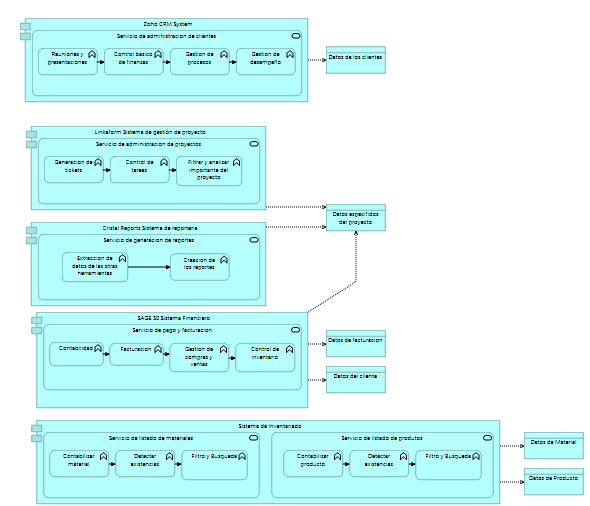 Zoho CRM System
Servicio de administracion de clientes
Reuniones y
presentaciones
Control basico
de finanzas
Gestion de
procesos
Gestion de
desempeño
Datos de los clientes
Linkaform Sistema de gestión de proyecto
Servicio de administracion de proyectos
Generacion de
tickets
Control de
tareas
Filtrar y analizar
importante del
proyecto
Datos especifidos
del proyecto
Cristal Reports Sistema de reporteria
Servicio de generacion de reportes
Extraccion de
datos de las otras
herramientas
Creacion de
los reportes
SAGE 50 Sistema Financiero
Servicio de pago y facturacion
Contabilidad
Facturacion
Gestion de
compras y
ventas
Control de
inventario
Datos de facturacion
Datos del cliente
Sistema de Inventariado
Servicio de listado de materiales
Contabilizar
material
Detectar
existencias
Filtro y Busqueda
Servicio de listado de produtos
Contabilizar
producto
Detectar
existencias
Filtro y Busqueda
Datos de Material
Datos de Producto